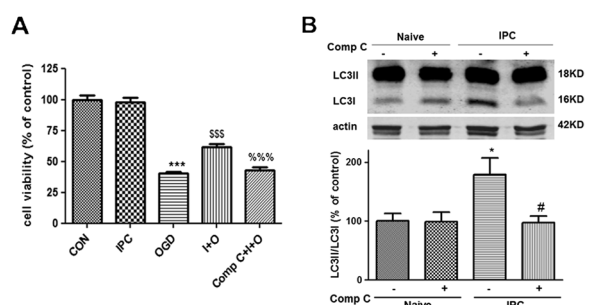 A
cell viability (% of control)
125
100
75
50
25
0
***
$$$
%%%
CON
IPC
OGD
I+O
Comp C+I+O
B
Naive
IPC
Comp C
-
+
-
+
LC3II
18KD
LC3I
16KD
actin
42KD
LC3II/LC3I (% of control)
200
100
0
*
#
Comp C
-
+
-
+
Naive
IPC